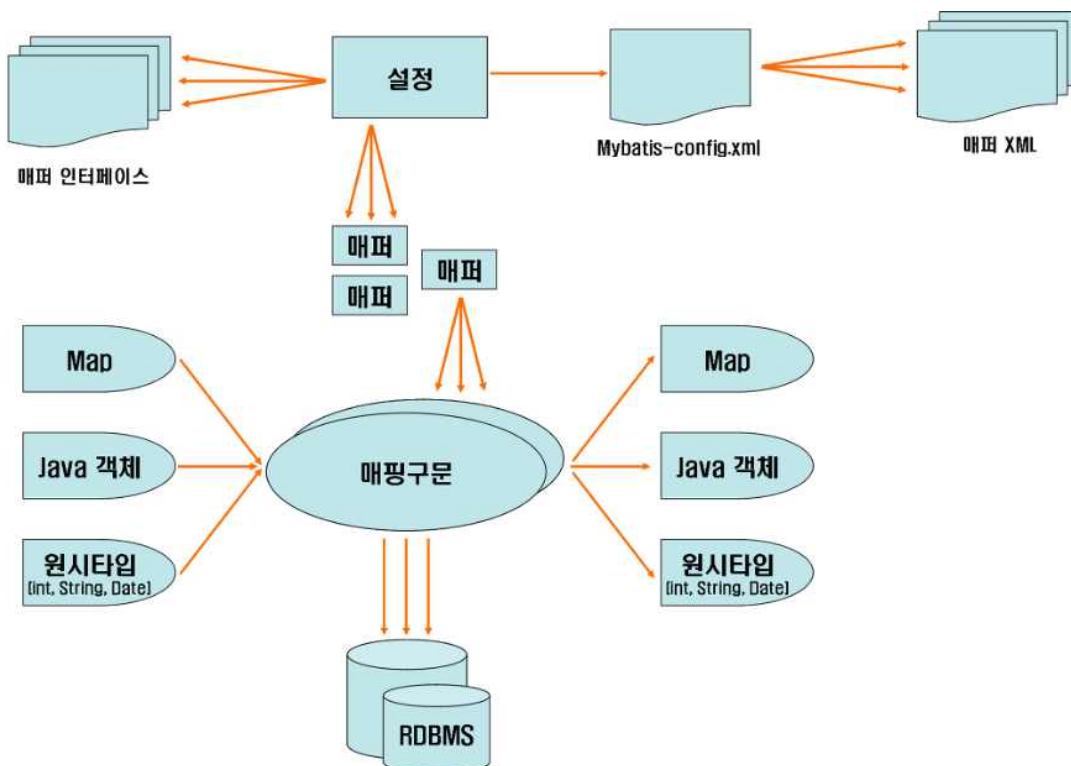 설정
Mybatis-config.xml
매퍼 XML
매퍼 인터페이스
매퍼
매퍼
매퍼
Map
Map
Java 객체
매핑구문
Java 객체
원시타입
(int, String, Date)
원시타입
(int, String, Date)
RDBMS